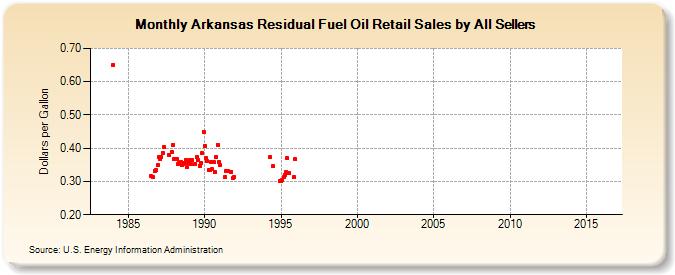 Monthly Arkansas Residual Fuel Oil Retail Sales by All Sellers
Dollars per Gallon
0.70
0.60
0.50
0.40
0.30
0.20
1985 1990 1995 2000 2005 2010 2015
Source: U.S. Energy Information Administration